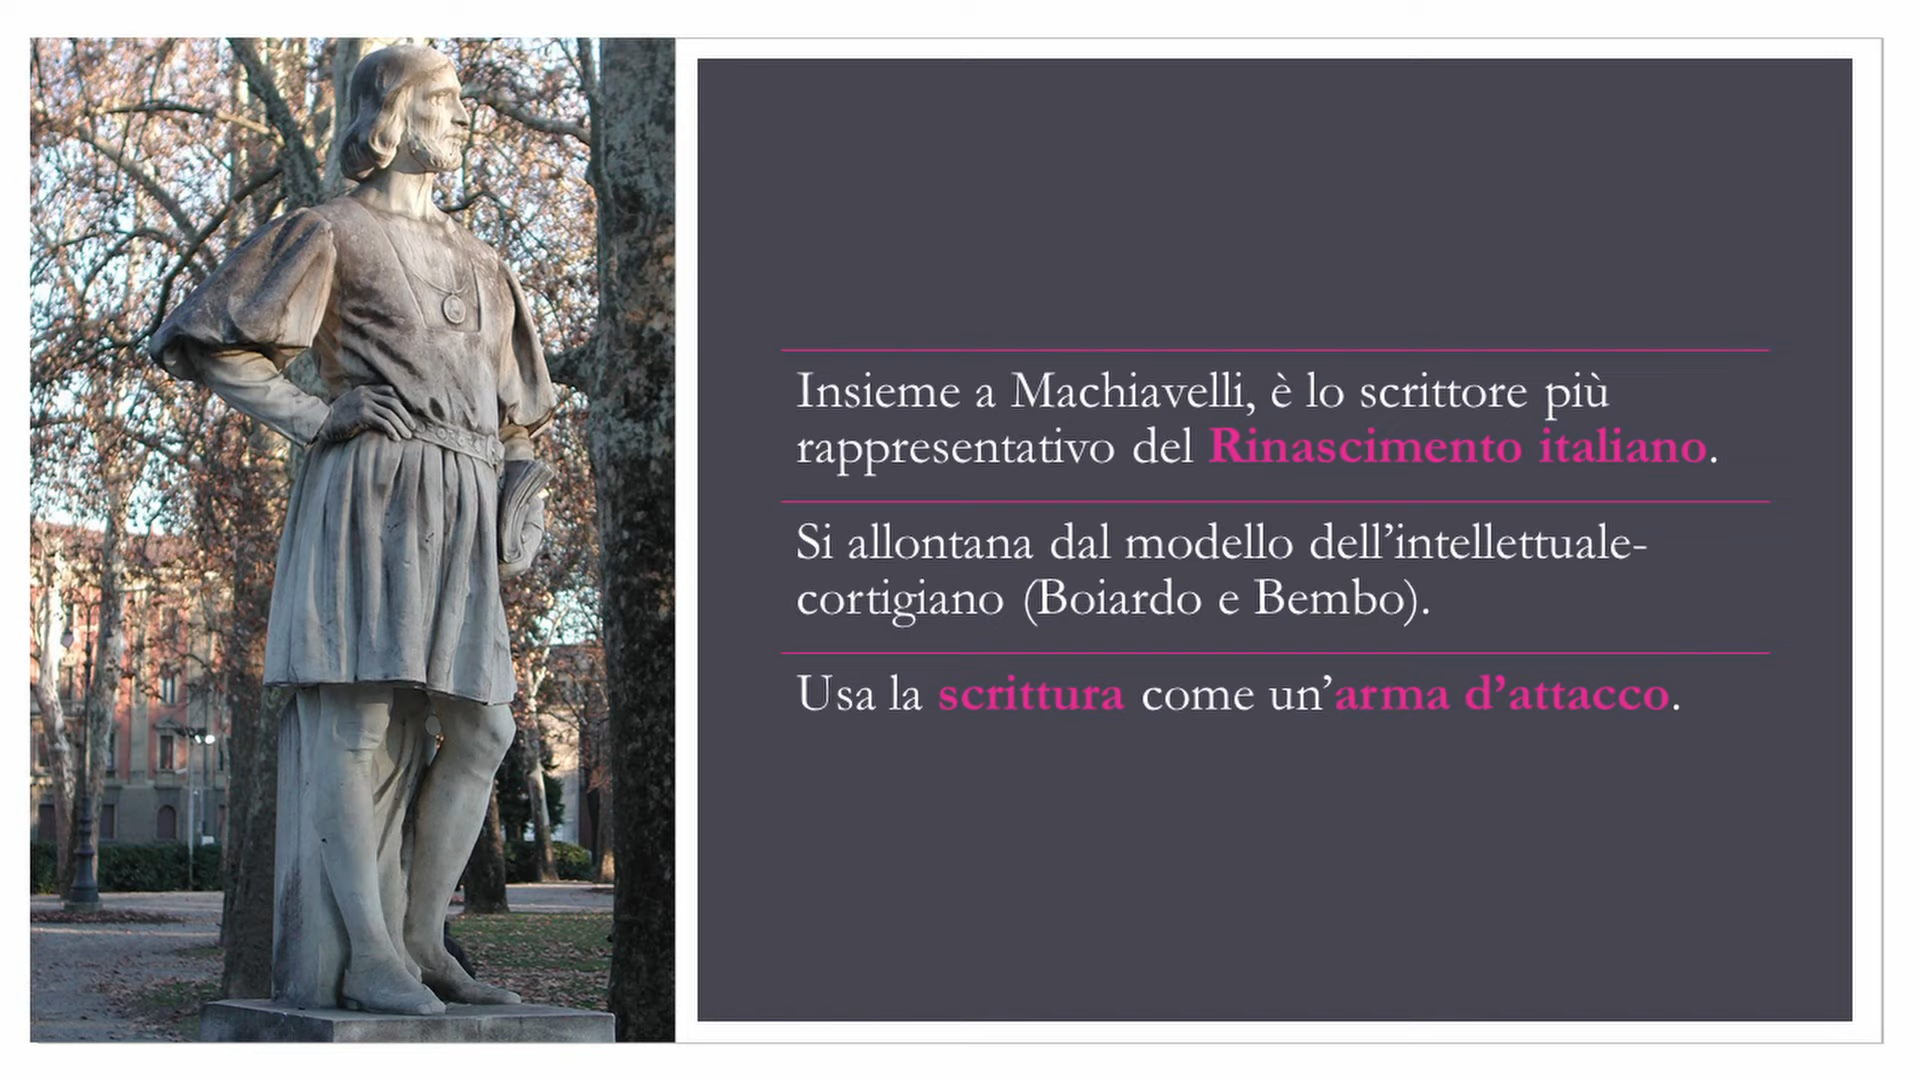 Insieme a Machiavelli, è lo scrittore più
rappresentativo del Rinascimento italiano.
Si allontana dal modello dell’intellettuale-
cortigiano (Boiardo e Bembo).
Usa la scrittura come un’arma d’attacco.